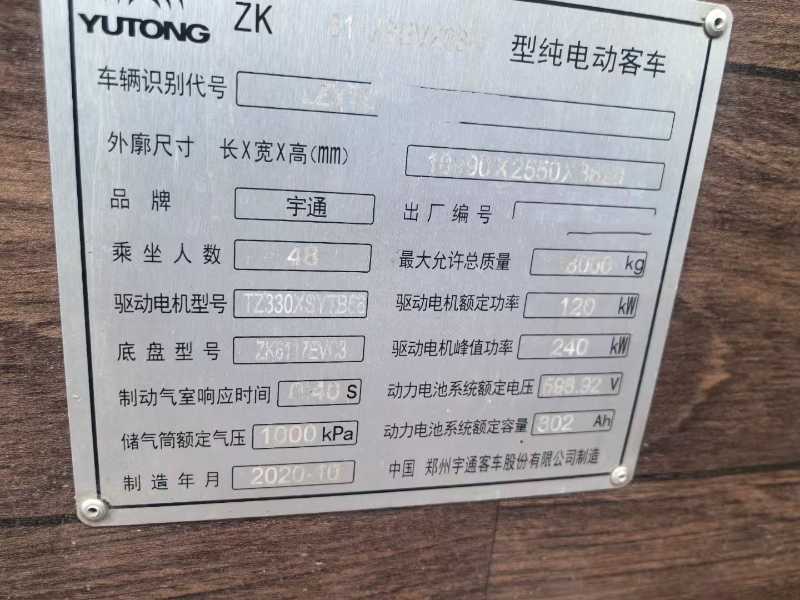 YUTONG ZK 型纯电动客车
车辆识别代号
外廓尺寸 长X宽X高(mm)
品牌 宇通 出厂编号
乘坐人数 48 最大允许总质量 kg
驱动电机型号 驱动电机额定功率 120 kW
底盘型号 驱动电机峰值功率 240 kW
制动气室响应时间 S 动力电池系统额定电压 V
储气筒额定气压 1000 kPa 动力电池系统额定容量 302 Ah
制造年月 2020-10 中国 郑州宇通客车股份有限公司制造